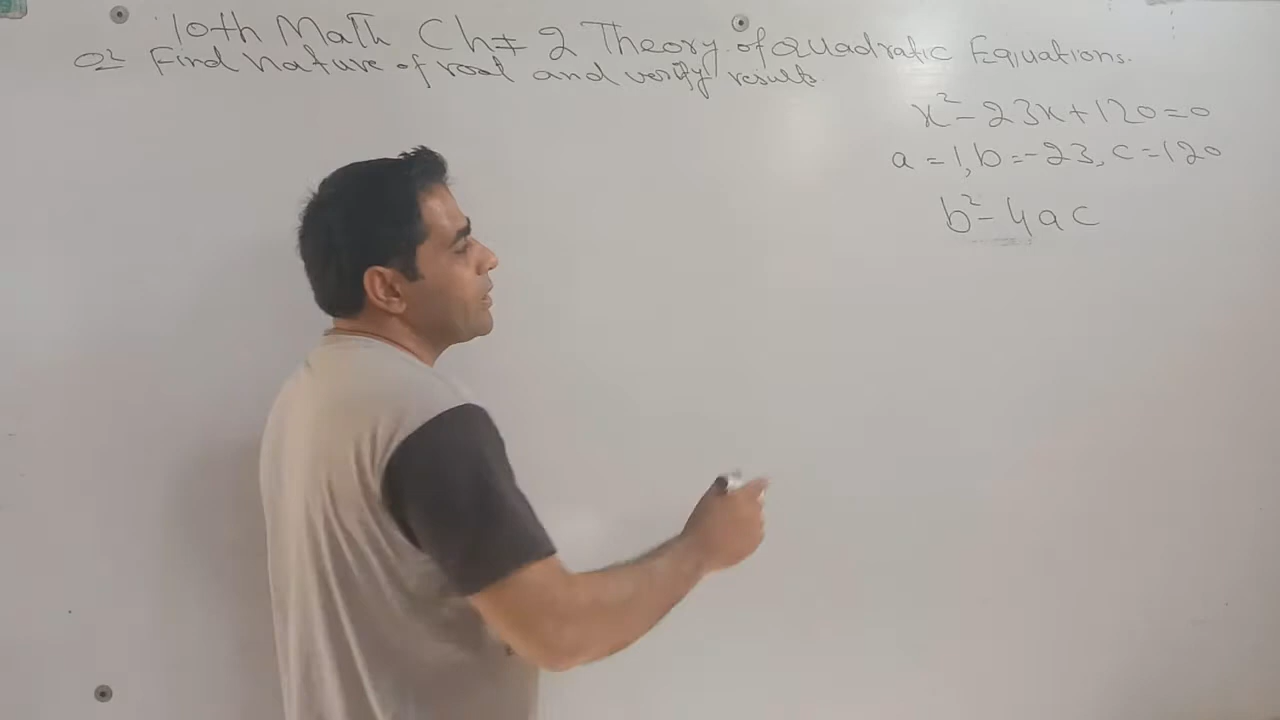 10th Math Ch# 2 Theory of Quadratic Equations.
Q2 Find Nature of root and verify results
x²-23x+120=0
a=1, b=-23, c=120
b²-4ac